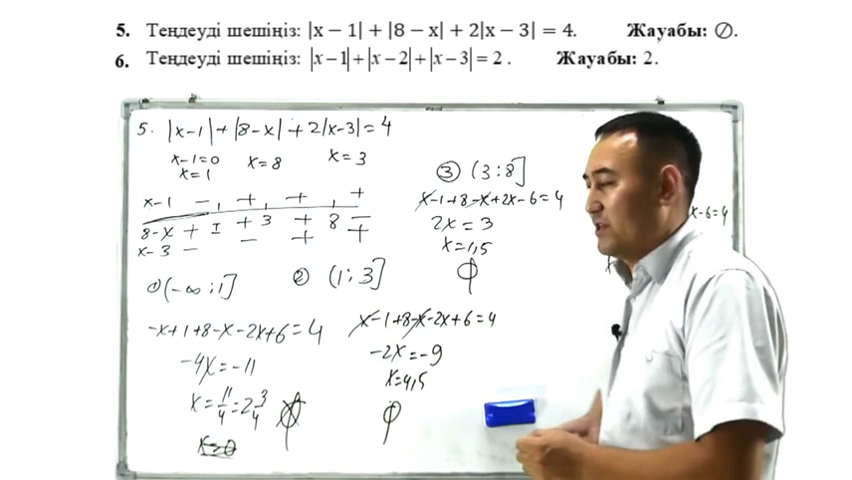 5. Теңдеуді шешіңіз: |x − 1| + |8 − x| + 2|x − 3| = 4. Жауабы: ∅.
6. Теңдеуді шешіңіз: |x−1|+|x−2|+|x−3|=2. Жауабы: 2.
5. |x-1|+|8-x|+2|x-3|=4
x-1=0 x=8 x=3
x=1
x-1 - , + , + , +
8-x + 1 + 3 + 8 -
x-3 - - + +
① (-∞ ; 1]
-x+1+8-x-2x+6=4
-4x=-11
x=11/4=2 3/4
∅
x=0
② (1; 3]
x-1+8-x-2x+6=4
-2x=-9
x=4,5
∅
③ (3:8]
x-1+8-x+2x-6=4
2x=3
x=1,5
∅
x-6=4